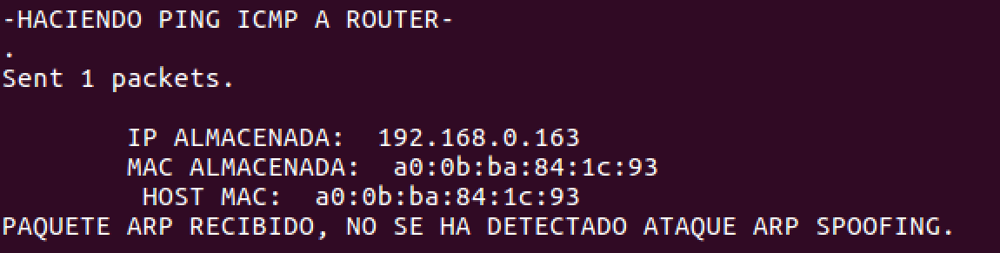 -HACIENDO PING ICMP A ROUTER-
.
Sent 1 packets.
IP ALMACENADA:  192.168.0.163
MAC ALMACENADA:  a0:0b:ba:84:1c:93
HOST MAC:  a0:0b:ba:84:1c:93
PAQUETE ARP RECIBIDO, NO SE HA DETECTADO ATAQUE ARP SPOOFING.